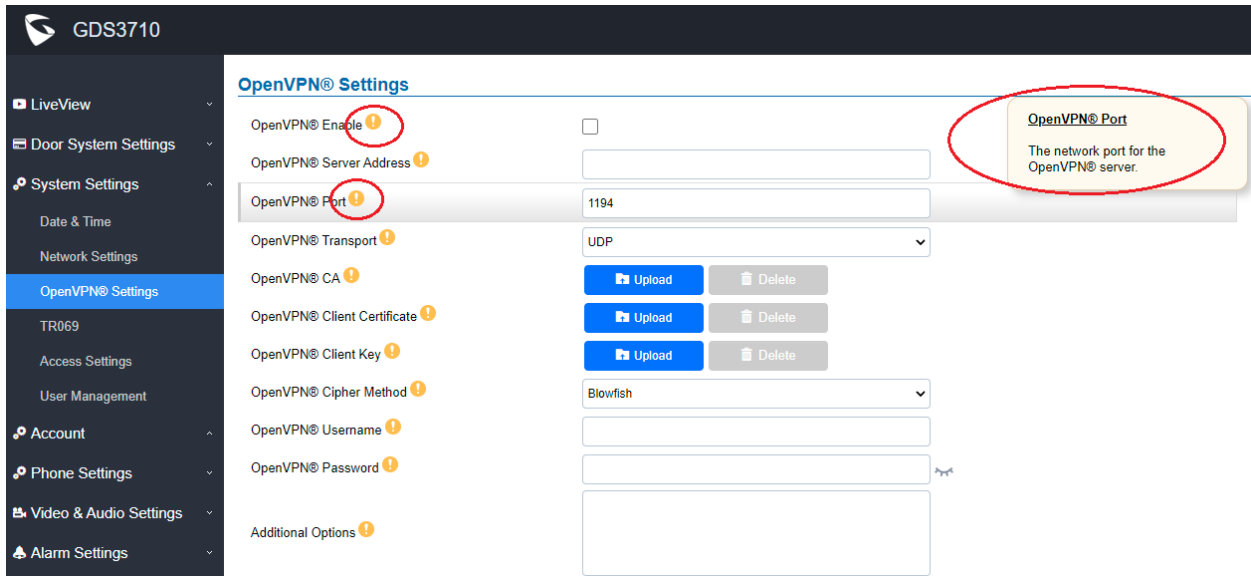 GDS3710
LiveView
Door System Settings
System Settings
Date & Time
Network Settings
OpenVPN® Settings
TR069
Access Settings
User Management
Account
Phone Settings
Video & Audio Settings
Alarm Settings
OpenVPN® Settings
OpenVPN® Enable
OpenVPN® Server Address
OpenVPN® Port 1194
OpenVPN® Transport UDP
OpenVPN® CA Upload Delete
OpenVPN® Client Certificate Upload Delete
OpenVPN® Client Key Upload Delete
OpenVPN® Cipher Method Blowfish
OpenVPN® Username
OpenVPN® Password
Additional Options
OpenVPN® Port
The network port for the
OpenVPN® server.